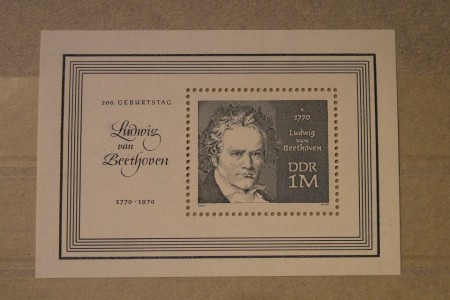 200. GEBURTSTAG
Ludwig
van
Beethoven
1770 · 1970
* 1770
Ludwig
van
Beethoven
DDR
1M